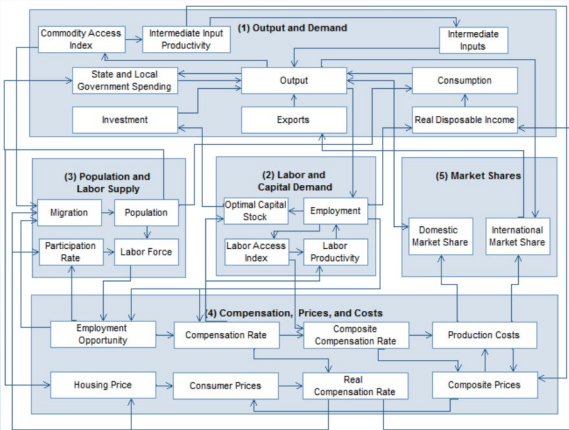 (1) Output and Demand
Commodity Access
Index
Intermediate Input
Productivity
Intermediate
Inputs
State and Local
Government Spending
Output
Consumption
Investment
Exports
Real Disposable Income
(3) Population and
Labor Supply
Migration
Population
Participation
Rate
Labor Force
(2) Labor and
Capital Demand
Optimal Capital
Stock
Employment
Labor Access
Index
Labor
Productivity
(5) Market Shares
Domestic
Market Share
International
Market Share
(4) Compensation, Prices, and Costs
Employment
Opportunity
Compensation Rate
Composite
Compensation Rate
Production Costs
Housing Price
Consumer Prices
Real
Compensation Rate
Composite Prices